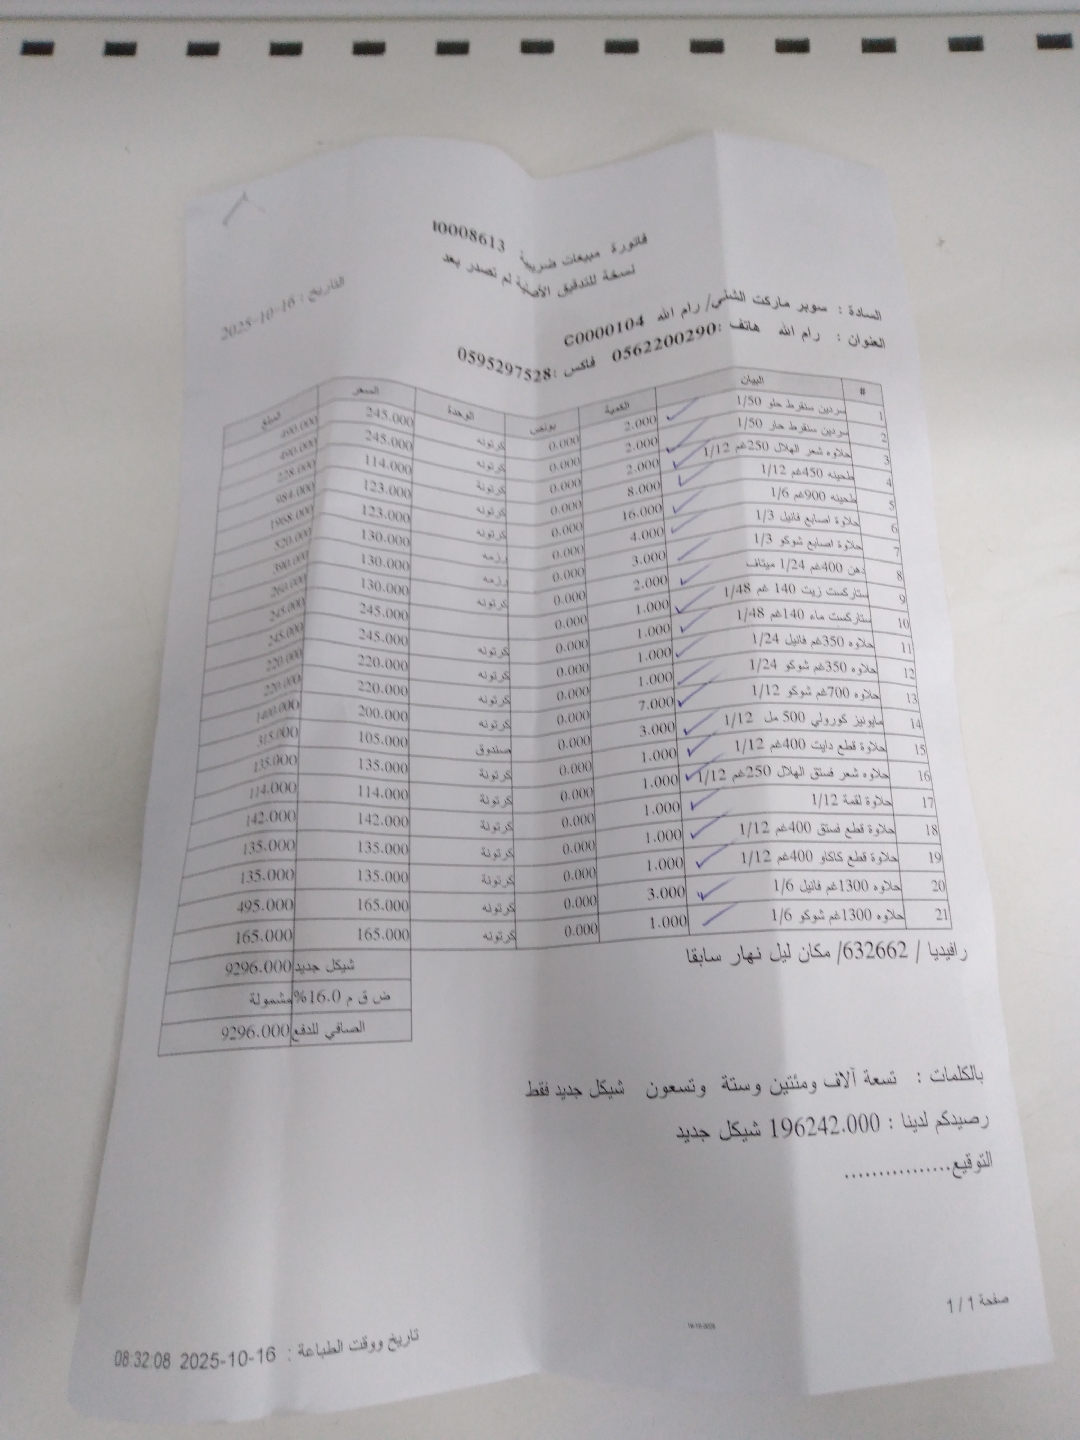 فاتورة مبيعات ضريبية I0008613
نسخة للتدقيق الأصلية لم تصدر بعد
التاريخ : 16-10-2025
السادة : سوبر ماركت الشلبي/ رام الله C0000104
العنوان : رام الله هاتف :0562200290 فاكس :0595297528
# البيان الكمية بونص الوحدة السعر المبلغ
1 سردين سنقرط حلو 1/50 2.000 0.000 كرتونه 245.000 490.000
2 سردين سنقرط حار 1/50 2.000 0.000 كرتونه 245.000 490.000
3 حلاوه شعر الهلال 250غم 1/12 2.000 0.000 كرتونة 114.000 228.000
4 طحينه 450غم 1/12 8.000 0.000 كرتونه 123.000 984.000
5 طحينه 900غم 1/6 16.000 0.000 كرتونه 123.000 1968.000
6 حلاوة اصابع فانيل 1/3 4.000 0.000 رزمه 130.000 520.000
7 حلاوة اصابع شوكو 1/3 3.000 0.000 رزمه 130.000 390.000
8 دهن 400غم 1/24 ميتاف 2.000 0.000 كرتونه 130.000 260.000
9 ستاركست زيت 140 غم 1/48 1.000 0.000 245.000 245.000
10 ستاركست ماء 140غم 1/48 1.000 0.000 كرتونه 245.000 245.000
11 حلاوه 350غم فانيل 1/24 1.000 0.000 كرتونه 220.000 220.000
12 حلاوه 350غم شوكو 1/24 1.000 0.000 كرتونه 220.000 220.000
13 حلاوه 700غم شوكو 1/12 7.000 0.000 كرتونه 200.000 1400.000
14 مايونيز كورولي 500 مل 1/12 3.000 0.000 صندوق 105.000 315.000
15 حلاوة قطع دايت 400غم 1/12 1.000 0.000 كرتونة 135.000 135.000
16 حلاوه شعر فستق الهلال 250غم 1/12 1.000 0.000 كرتونة 114.000 114.000
17 حلاوة لقمة 1/12 1.000 0.000 كرتونة 142.000 142.000
18 حلاوة قطع فستق 400غم 1/12 1.000 0.000 كرتونة 135.000 135.000
19 حلاوة قطع كاكاو 400غم 1/12 1.000 0.000 كرتونة 135.000 135.000
20 حلاوه 1300غم فانيل 1/6 3.000 0.000 كرتونه 165.000 495.000
21 حلاوه 1300غم شوكو 1/6 1.000 0.000 كرتونه 165.000 165.000
شيكل جديد 9296.000
ض ق م 16.0% مشمولة
الصافي للدفع 9296.000
رافيديا / 632662/ مكان ليل نهار سابقا
بالكلمات : تسعة آلاف ومئتين وستة وتسعون شيكل جديد فقط
رصيدكم لدينا : 196242.000 شيكل جديد
التوقيع................
صفحة 1 / 1
تاريخ ووقت الطباعة : 16-10-2025 08:32:08